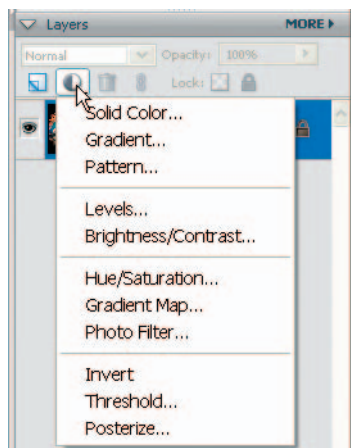 Layers MORE
Normal Opacity: 100%
Lock:
Solid Color...
Gradient...
Pattern...
Levels...
Brightness/Contrast...
Hue/Saturation...
Gradient Map...
Photo Filter...
Invert
Threshold...
Posterize...